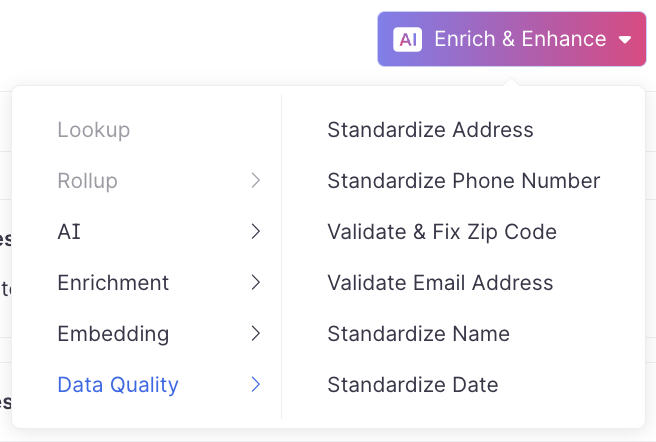 AI Enrich & Enhance
Lookup
Rollup
AI
Enrichment
Embedding
Data Quality
Standardize Address
Standardize Phone Number
Validate & Fix Zip Code
Validate Email Address
Standardize Name
Standardize Date